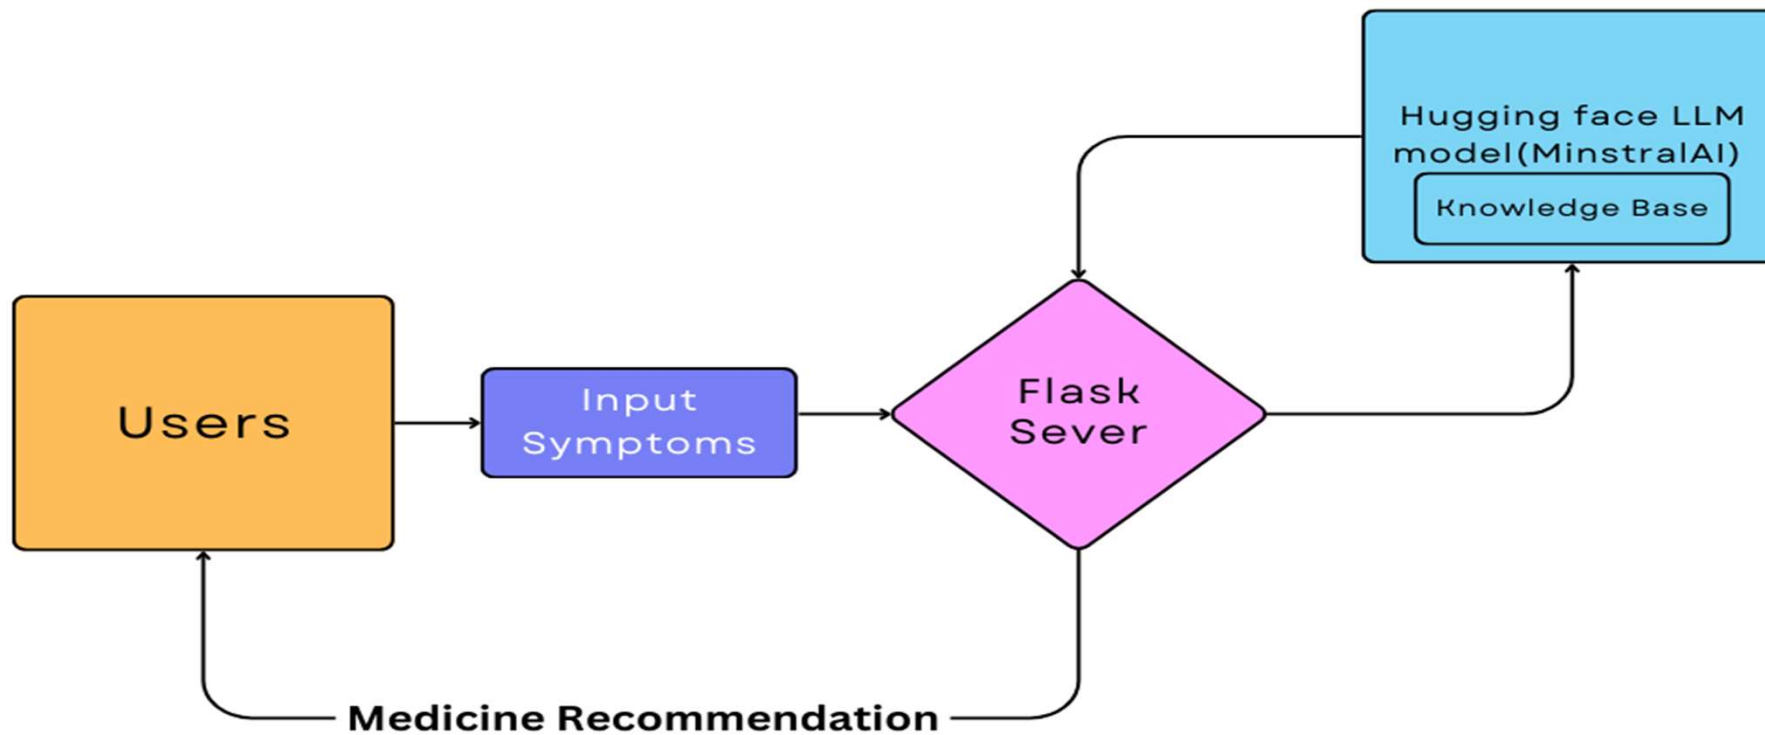 Hugging face LLM
model(MinstralAI)
Knowledge Base
Users
Input
Symptoms
Flask
Sever
Medicine Recommendation